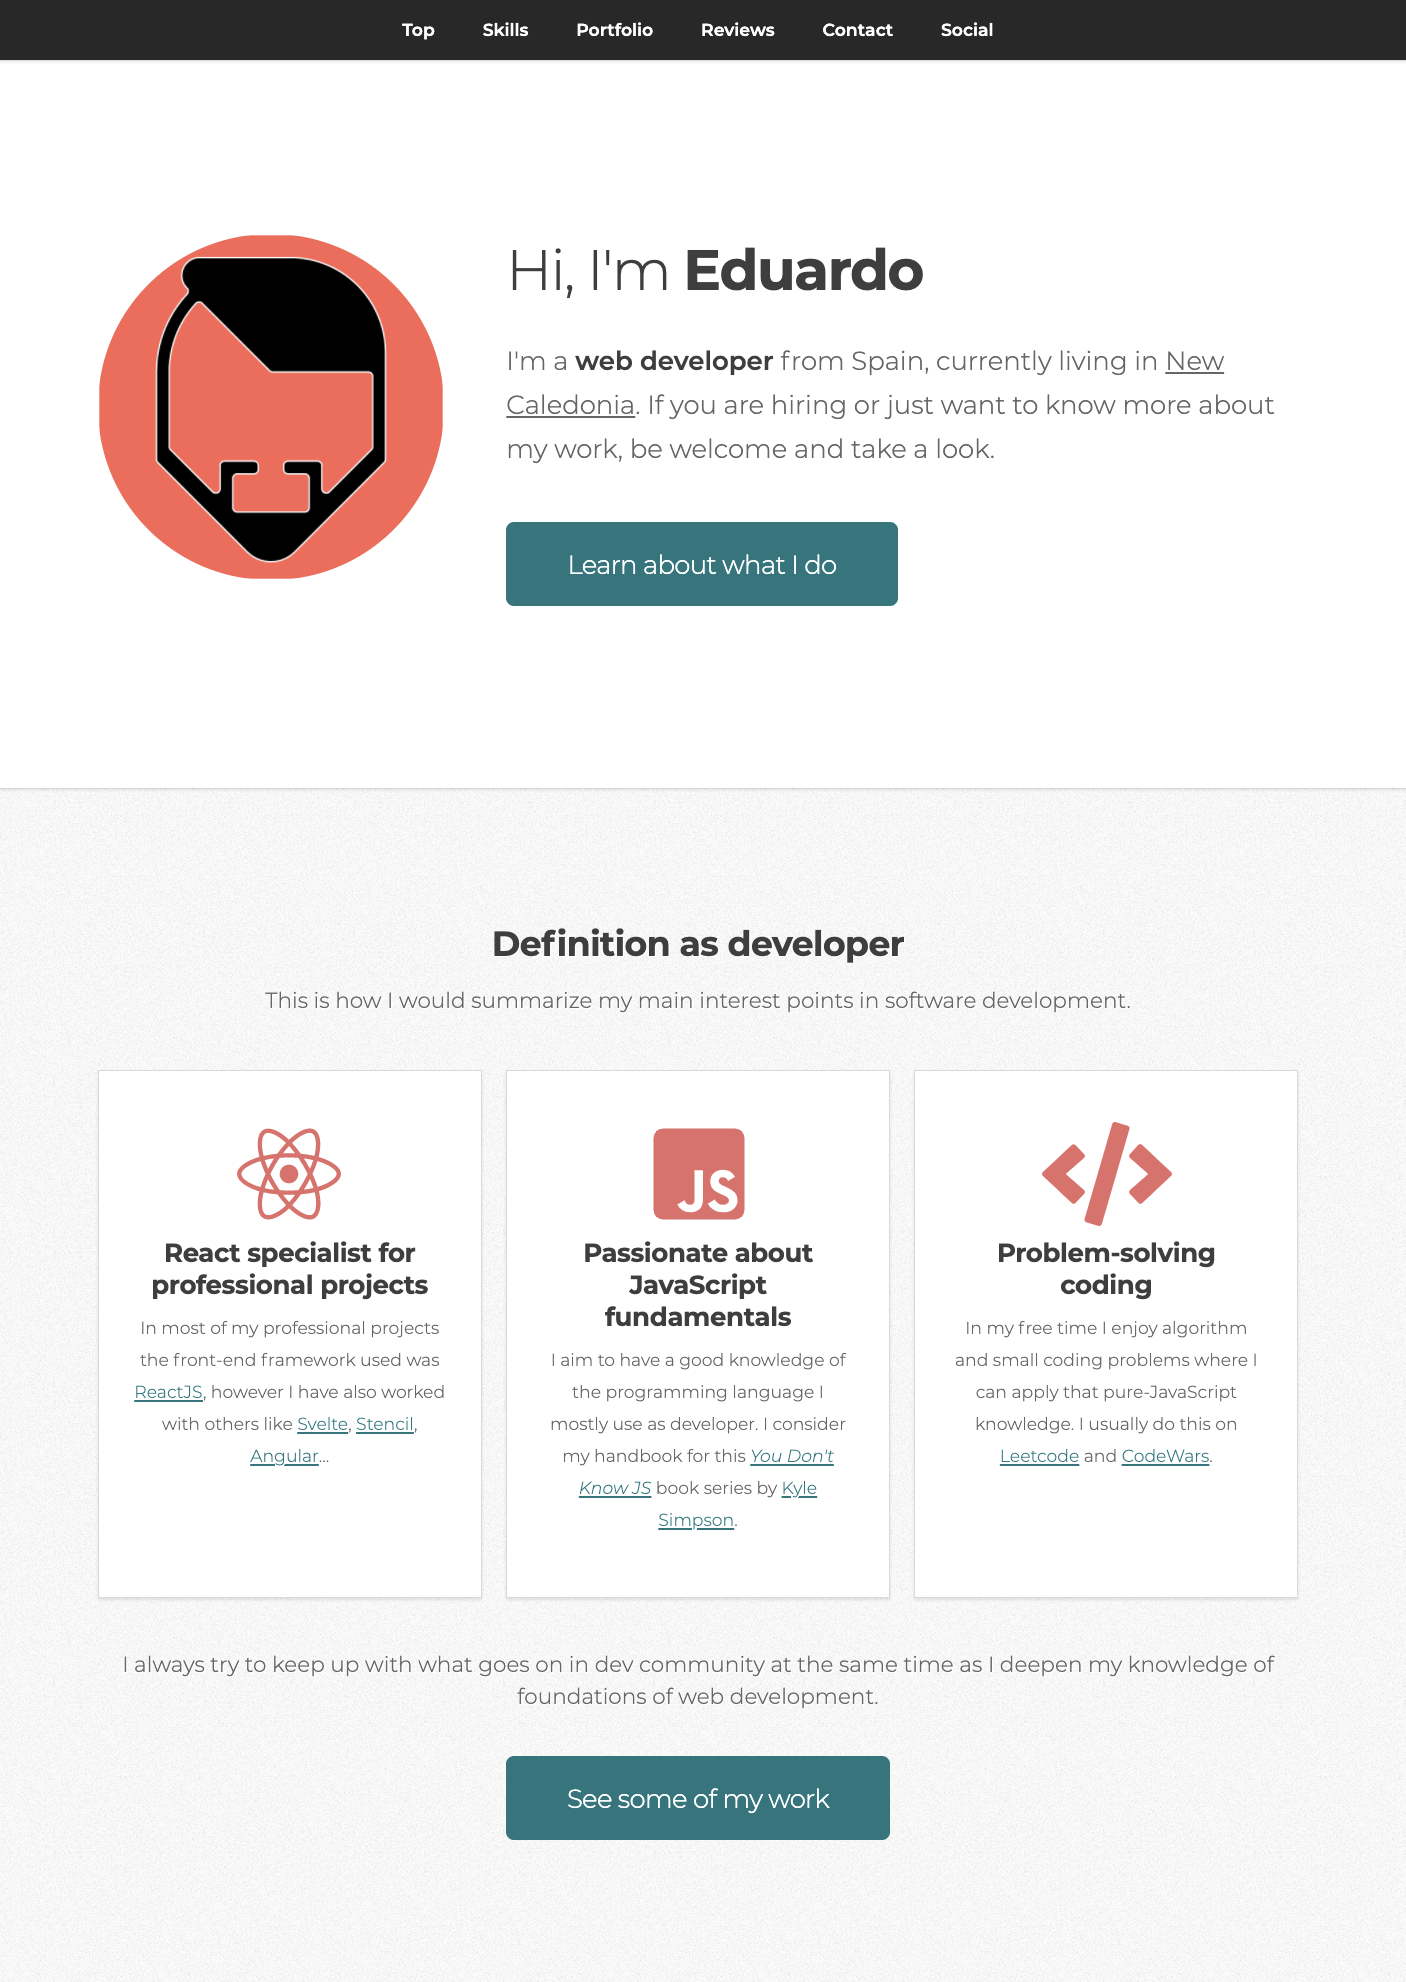 Top Skills Portfolio Reviews Contact Social
Hi, I'm Eduardo
I'm a web developer from Spain, currently living in New
Caledonia. If you are hiring or just want to know more about
my work, be welcome and take a look.
Learn about what I do
Definition as developer
This is how I would summarize my main interest points in software development.
React specialist for
professional projects
In most of my professional projects
the front-end framework used was
ReactJS, however I have also worked
with others like Svelte, Stencil,
Angular...
JS
Passionate about
JavaScript
fundamentals
I aim to have a good knowledge of
the programming language I
mostly use as developer. I consider
my handbook for this You Don't
Know JS book series by Kyle
Simpson.
</>
Problem-solving
coding
In my free time I enjoy algorithm
and small coding problems where I
can apply that pure-JavaScript
knowledge. I usually do this on
Leetcode and CodeWars.
I always try to keep up with what goes on in dev community at the same time as I deepen my knowledge of
foundations of web development.
See some of my work